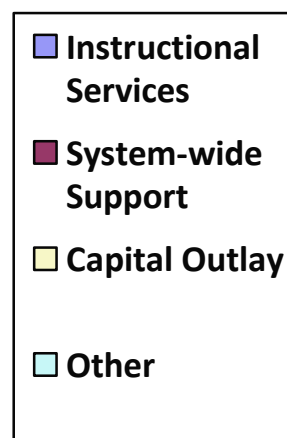 Instructional
Services
System-wide
Support
Capital Outlay
Other